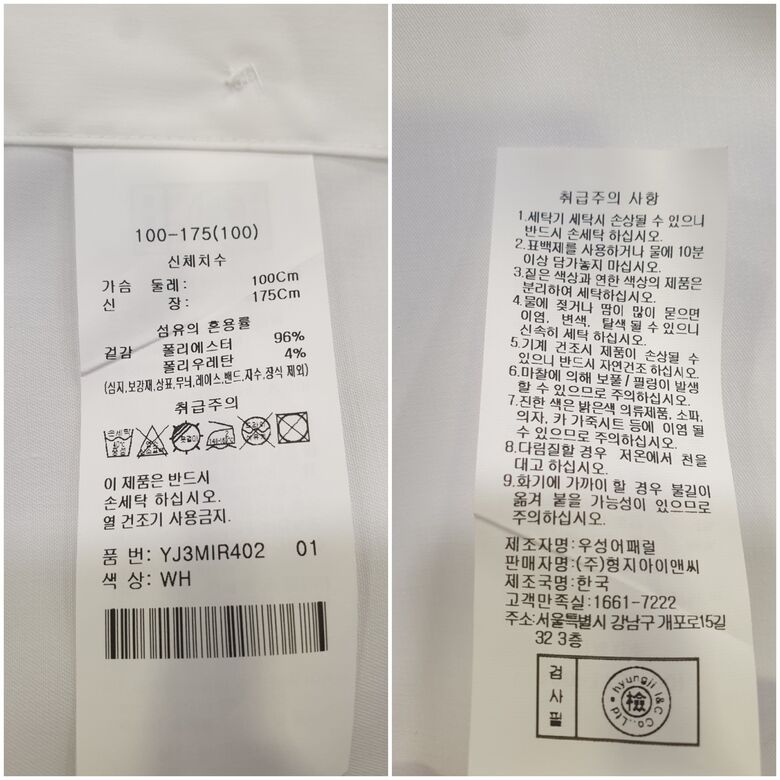 100-175(100)
신체치수
가슴 둘레: 100Cm
신 장: 175Cm
섬유의 혼용률
겉감 폴리에스터 96%
폴리우레탄 4%
(심지,보강재,상표,무늬,레이스,밴드,자수,장식 제외)
취급주의
이 제품은 반드시
손세탁 하십시오.
열 건조기 사용금지.
품 번: YJ3MIR402 01
색 상: WH
취급주의 사항
1.세탁기 세탁시 손상될 수 있으니
반드시 손세탁 하십시오.
2.표백제를 사용하거나 물에 10분
이상 담가놓지 마십시오.
3.짙은 색상과 연한 색상의 제품은
분리하여 세탁하십시오.
4.물에 젖거나 땀이 많이 묻으면
이염, 변색, 탈색 될 수 있으니
신속히 세탁 하십시오.
5.기계 건조시 제품이 손상될 수
있으니 반드시 자연건조 하십시오.
6.마찰에 의해 보풀/필링이 발생
할 수 있으므로 주의하십시오.
7.진한 색은 밝은색 의류제품, 소파,
의자, 카 가죽시트 등에 이염 될
수 있으므로 주의하십시오.
8.다림질할 경우 저온에서 천을
대고 하십시오.
9.화기에 가까이 할 경우 불길이
옮겨 붙을 가능성이 있으므로
주의하십시오.
제조자명:우성어패럴
판매자명:(주)형지아이앤씨
제조국명:한국
고객만족실:1661-7222
주소:서울특별시 강남구 개포로15길
32 3층
검사필
hyungji I&C Co.,Ltd
檢